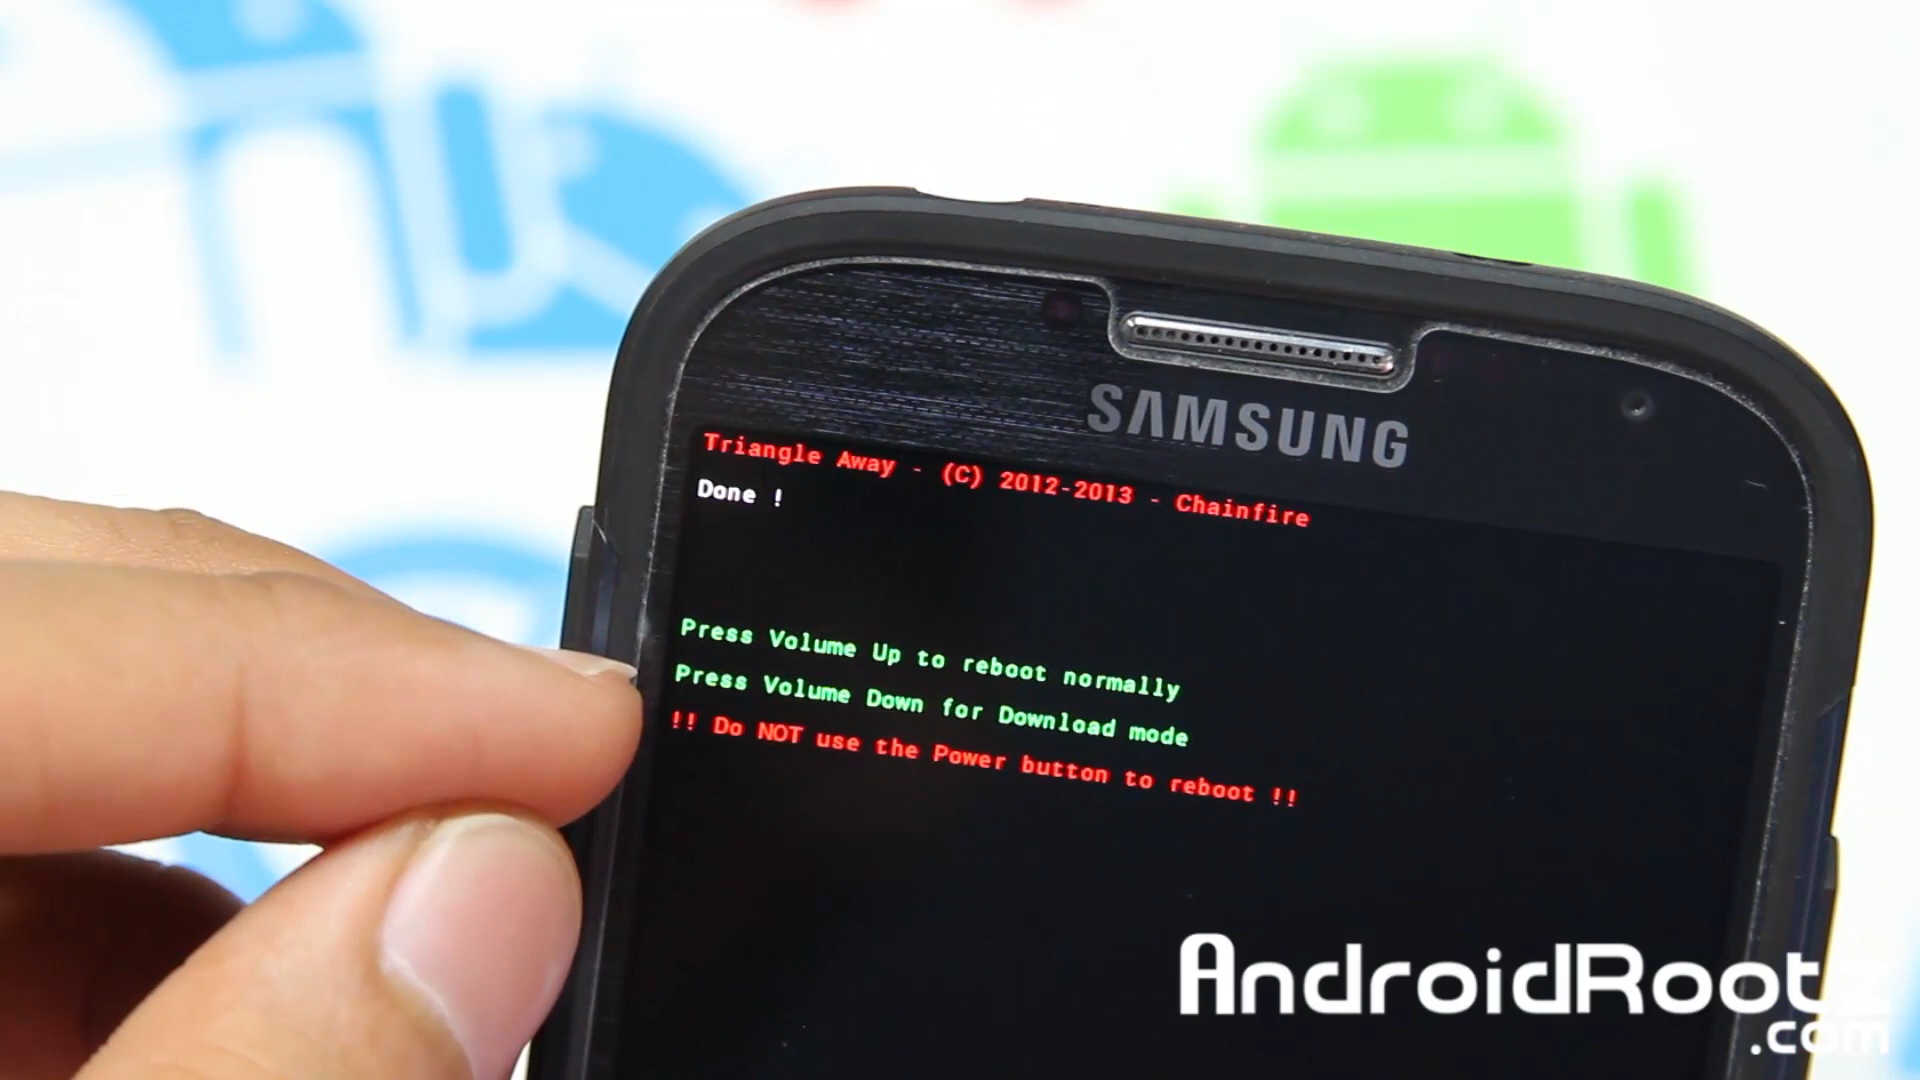 SAMSUNG
Triangle Away - (C) 2012-2013 - Chainfire
Done !
Press Volume Up to reboot normally
Press Volume Down for Download mode
!! Do NOT use the Power button to reboot !!
AndroidRootz
.com